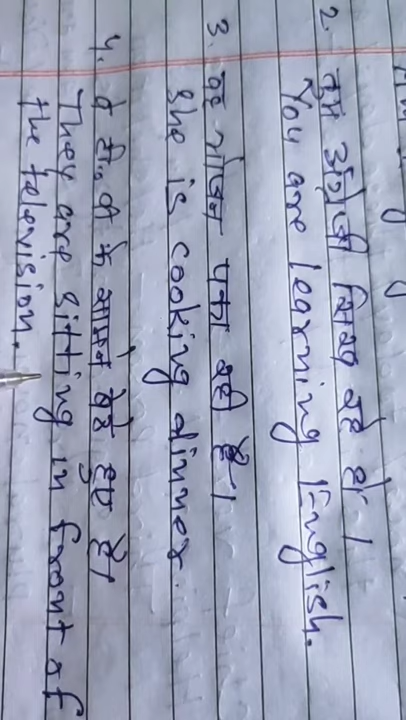 2. तुम अंग्रेजी सिख रहे हो।
You are learning English.
3. वह भोजन पका रही है।
She is cooking dinner.
4. वे टी.वी के सामने बैठे हुए है।
They are sitting in front of
the television.